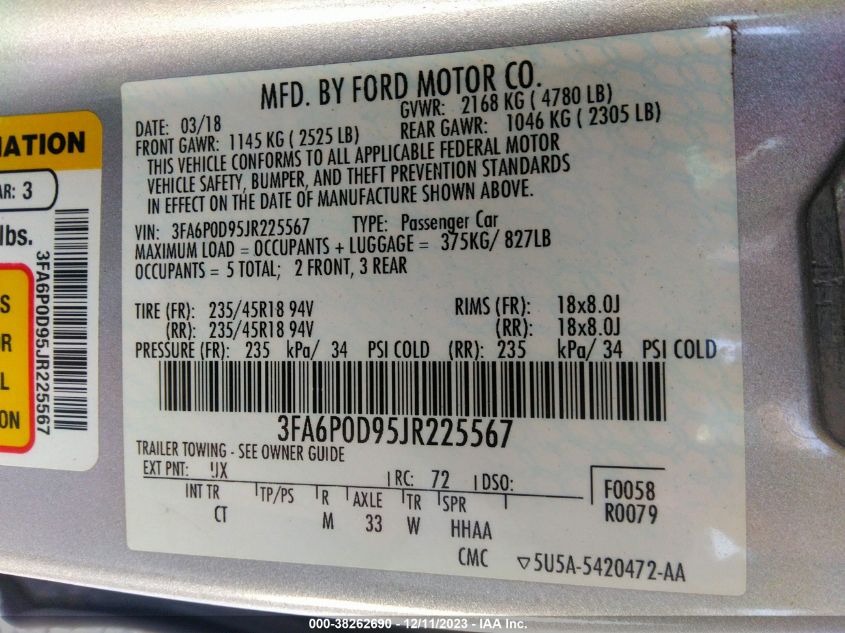 MFD. BY FORD MOTOR CO.
DATE: 03/18 GVWR: 2168 KG ( 4780 LB)
FRONT GAWR: 1145 KG ( 2525 LB) REAR GAWR: 1046 KG ( 2305 LB)
THIS VEHICLE CONFORMS TO ALL APPLICABLE FEDERAL MOTOR
VEHICLE SAFETY, BUMPER, AND THEFT PREVENTION STANDARDS
IN EFFECT ON THE DATE OF MANUFACTURE SHOWN ABOVE.
VIN: 3FA6P0D95JR225567 TYPE: Passenger Car
MAXIMUM LOAD = OCCUPANTS + LUGGAGE = 375KG/ 827LB
OCCUPANTS = 5 TOTAL; 2 FRONT, 3 REAR
TIRE (FR): 235/45R18 94V RIMS (FR): 18x8.0J
(RR): 235/45R18 94V (RR): 18x8.0J
PRESSURE (FR): 235 kPa/ 34 PSI COLD (RR): 235 kPa/ 34 PSI COLD
3FA6P0D95JR225567
TRAILER TOWING - SEE OWNER GUIDE
EXT PNT: UX RC: 72 DSO:
INT TR TP/PS R AXLE TR SPR
CT M 33 W HHAA
F0058
R0079
CMC ▽5U5A-5420472-AA
MATION
AR: 3
lbs.
3FA6P0D95JR225567
S
OR
L
ON
000-38262690 - 12/11/2023 - IAA Inc.